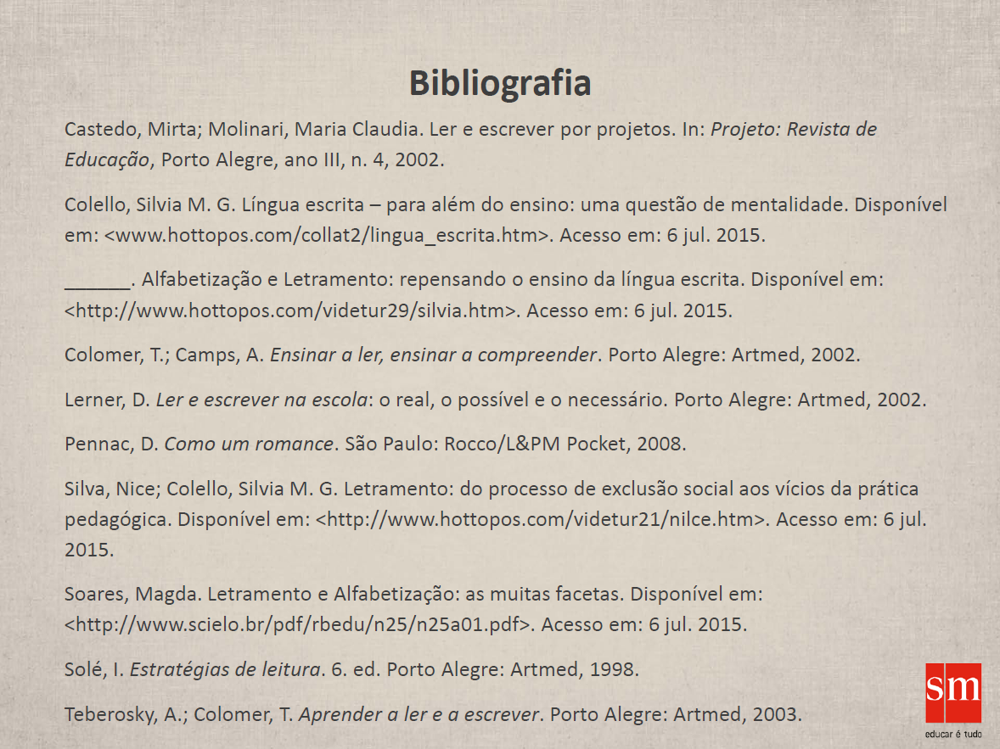 Bibliografia
Castedo, Mirta; Molinari, Maria Claudia. Ler e escrever por projetos. In: Projeto: Revista de
Educação, Porto Alegre, ano III, n. 4, 2002.
Colello, Silvia M. G. Língua escrita – para além do ensino: uma questão de mentalidade. Disponível
em: <www.hottopos.com/collat2/lingua_escrita.htm>. Acesso em: 6 jul. 2015.
______. Alfabetização e Letramento: repensando o ensino da língua escrita. Disponível em:
<http://www.hottopos.com/videtur29/silvia.htm>. Acesso em: 6 jul. 2015.
Colomer, T.; Camps, A. Ensinar a ler, ensinar a compreender. Porto Alegre: Artmed, 2002.
Lerner, D. Ler e escrever na escola: o real, o possível e o necessário. Porto Alegre: Artmed, 2002.
Pennac, D. Como um romance. São Paulo: Rocco/L&PM Pocket, 2008.
Silva, Nice; Colello, Silvia M. G. Letramento: do processo de exclusão social aos vícios da prática
pedagógica. Disponível em: <http://www.hottopos.com/videtur21/nilce.htm>. Acesso em: 6 jul.
2015.
Soares, Magda. Letramento e Alfabetização: as muitas facetas. Disponível em:
<http://www.scielo.br/pdf/rbedu/n25/n25a01.pdf>. Acesso em: 6 jul. 2015.
Solé, I. Estratégias de leitura. 6. ed. Porto Alegre: Artmed, 1998.
Teberosky, A.; Colomer, T. Aprender a ler e a escrever. Porto Alegre: Artmed, 2003.
sm
educar é tudo